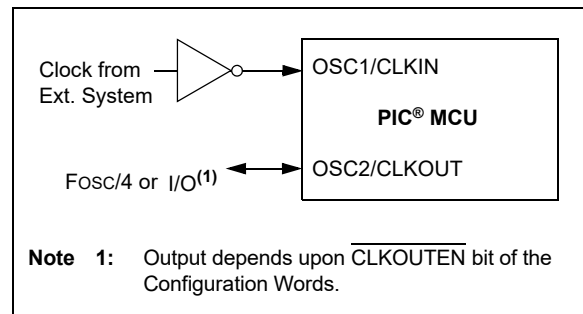 Clock from
Ext. System
OSC1/CLKIN
PIC® MCU
FOSC/4 or I/O(1)
OSC2/CLKOUT
Note 1: Output depends upon CLKOUTEN bit of the
Configuration Words.